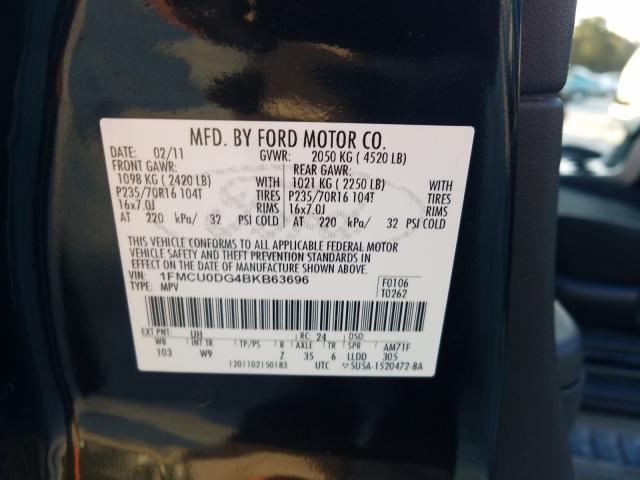 MFD. BY FORD MOTOR CO.
DATE: 02/11 GVWR: 2050 KG ( 4520 LB)
FRONT GAWR: REAR GAWR:
1098 KG ( 2420 LB) WITH 1021 KG ( 2250 LB) WITH
P235/70R16 104T TIRES P235/70R16 104T TIRES
16x7.0J RIMS 16x7.0J RIMS
AT 220 kPa/ 32 PSI COLD AT 220 kPa/ 32 PSI COLD
THIS VEHICLE CONFORMS TO ALL APPLICABLE FEDERAL MOTOR
VEHICLE SAFETY AND THEFT PREVENTION STANDARDS IN EFFECT
ON THE DATE OF MANUFACTURE SHOWN ABOVE.
VIN: 1FMCU0DG4BKB63696 F0106
TYPE: MPV T0262
EXT PNT: UH RC: 24 DSO:
WB INT TR TP/PS R AXLE TR SPR AM71F
103 W9 Z 35 6 LLDD 305
1201102150183 UTC 5U5A-1520472-BA